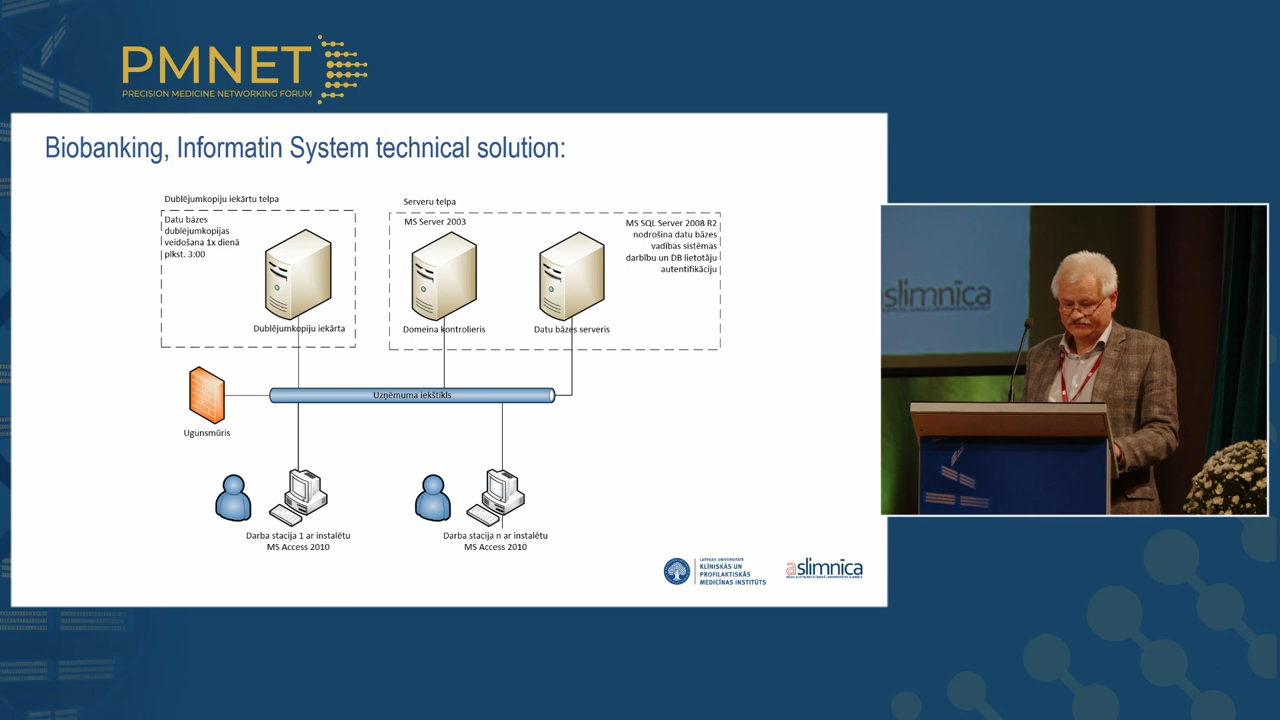 PMNET
PRECISION MEDICINE NETWORKING FORUM
Biobanking, Informatin System technical solution:
Dublējumkopiju iekārtu telpa
Datu bāzes
dublējumkopijas
veidošana 1x dienā
plkst. 3:00
Dublējumkopiju iekārta
Serveru telpa
MS Server 2003
MS SQL Server 2008 R2
nodrošina datu bāzes
vadības sistēmas
darbību un DB lietotāju
autentifikāciju
Domeina kontrolieris
Datu bāzes serveris
Uzņēmuma iekštīkls
Ugunsmūris
Darba stacija 1 ar instalētu
MS Access 2010
Darba stacija n ar instalētu
MS Access 2010
LATVIJAS UNIVERSITĀTE
KLĪNISKĀS UN
PROFILAKTISKĀS
MEDICĪNAS INSTITŪTS
aslimnīca
slimnīca